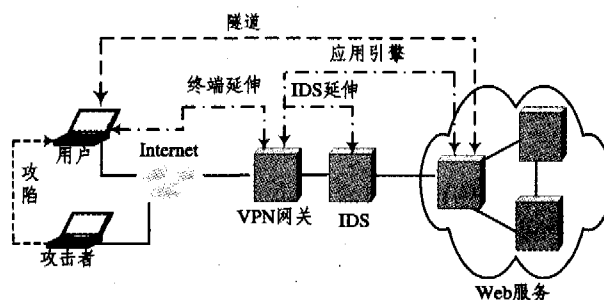 隧道
应用引擎
终端延伸
IDS延伸
用户
Internet
攻陷
VPN网关
IDS
攻击者
Web服务